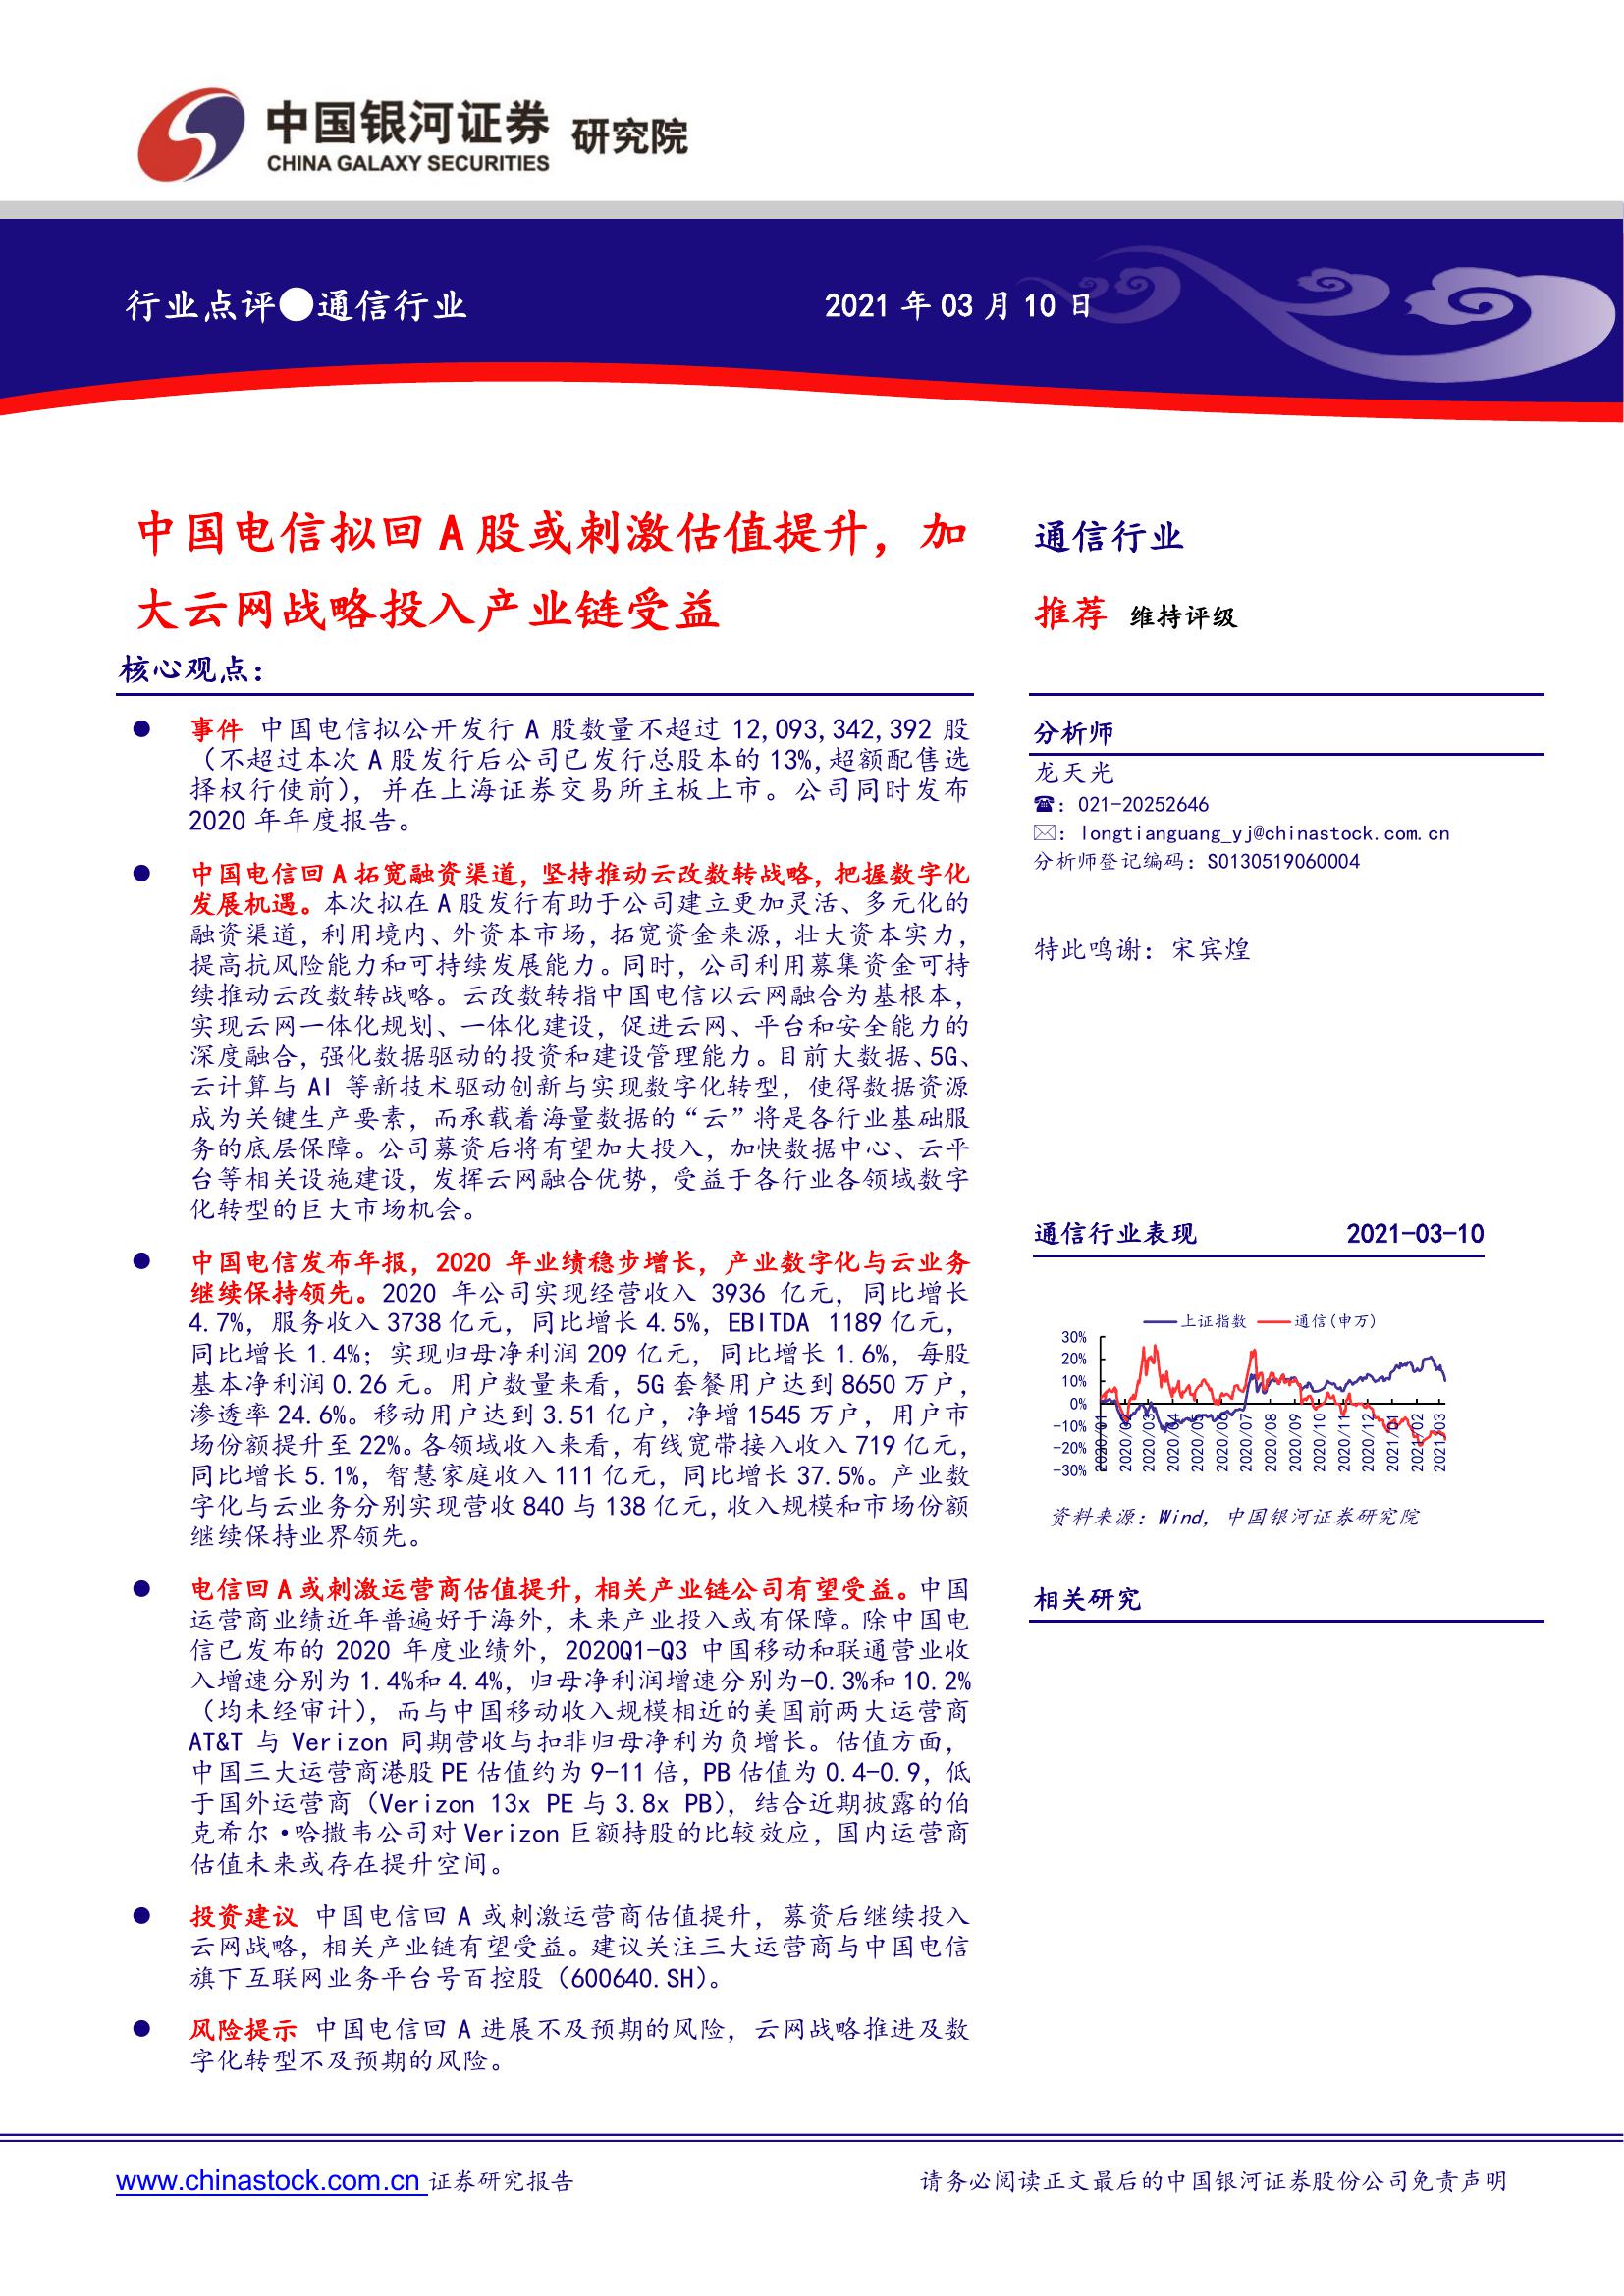 中国银河证券 研究院
CHINA GALAXY SECURITIES
行业点评●通信行业 2021 年 03 月 10 日
中国电信拟回 A 股或刺激估值提升，加
大云网战略投入产业链受益
核心观点：
● 事件 中国电信拟公开发行 A 股数量不超过 12,093,342,392 股
（不超过本次 A 股发行后公司已发行总股本的 13%,超额配售选
择权行使前），并在上海证券交易所主板上市。公司同时发布
2020 年年度报告。
● 中国电信回 A 拓宽融资渠道，坚持推动云改数转战略，把握数字化
发展机遇。本次拟在 A 股发行有助于公司建立更加灵活、多元化的
融资渠道，利用境内、外资本市场，拓宽资金来源，壮大资本实力，
提高抗风险能力和可持续发展能力。同时，公司利用募集资金可持
续推动云改数转战略。云改数转指中国电信以云网融合为基根本，
实现云网一体化规划、一体化建设，促进云网、平台和安全能力的
深度融合，强化数据驱动的投资和建设管理能力。目前大数据、5G、
云计算与 AI 等新技术驱动创新与实现数字化转型，使得数据资源
成为关键生产要素，而承载着海量数据的“云”将是各行业基础服
务的底层保障。公司募资后将有望加大投入，加快数据中心、云平
台等相关设施建设，发挥云网融合优势，受益于各行业各领域数字
化转型的巨大市场机会。
● 中国电信发布年报，2020 年业绩稳步增长，产业数字化与云业务
继续保持领先。2020 年公司实现经营收入 3936 亿元，同比增长
4.7%，服务收入 3738 亿元，同比增长 4.5%，EBITDA 1189 亿元，
同比增长 1.4%；实现归母净利润 209 亿元，同比增长 1.6%，每股
基本净利润 0.26 元。用户数量来看，5G 套餐用户达到 8650 万户，
渗透率 24.6%。移动用户达到 3.51 亿户，净增 1545 万户，用户市
场份额提升至 22%。各领域收入来看，有线宽带接入收入 719 亿元，
同比增长 5.1%，智慧家庭收入 111 亿元，同比增长 37.5%。产业数
字化与云业务分别实现营收 840 与 138 亿元，收入规模和市场份额
继续保持业界领先。
● 电信回 A 或刺激运营商估值提升，相关产业链公司有望受益。中国
运营商业绩近年普遍好于海外，未来产业投入或有保障。除中国电
信已发布的 2020 年度业绩外，2020Q1-Q3 中国移动和联通营业收
入增速分别为 1.4%和 4.4%，归母净利润增速分别为-0.3%和 10.2%
（均未经审计），而与中国移动收入规模相近的美国前两大运营商
AT&T 与 Verizon 同期营收与扣非归母净利为负增长。估值方面，
中国三大运营商港股 PE 估值约为 9-11 倍，PB 估值为 0.4-0.9，低
于国外运营商（Verizon 13x PE 与 3.8x PB），结合近期披露的伯
克希尔·哈撒韦公司对 Verizon 巨额持股的比较效应，国内运营商
估值未来或存在提升空间。
● 投资建议 中国电信回 A 或刺激运营商估值提升，募资后继续投入
云网战略，相关产业链有望受益。建议关注三大运营商与中国电信
旗下互联网业务平台号百控股（600640.SH）。
● 风险提示 中国电信回 A 进展不及预期的风险，云网战略推进及数
字化转型不及预期的风险。
通信行业
推荐 维持评级
分析师
龙天光
☎：021-20252646
✉：longtianguang_yj@chinastock.com.cn
分析师登记编码：S0130519060004
特此鸣谢：宋宾煌
通信行业表现 2021-03-10
上证指数 通信(申万)
30%
20%
10%
0%
-10%
-20%
-30%
2020/01 2020/02 2020/03 2020/04 2020/05 2020/06 2020/07 2020/08 2020/09 2020/10 2020/11 2020/12 2021/01 2021/02 2021/03
资料来源：Wind, 中国银河证券研究院
相关研究
www.chinastock.com.cn 证券研究报告 请务必阅读正文最后的中国银河证券股份公司免责声明